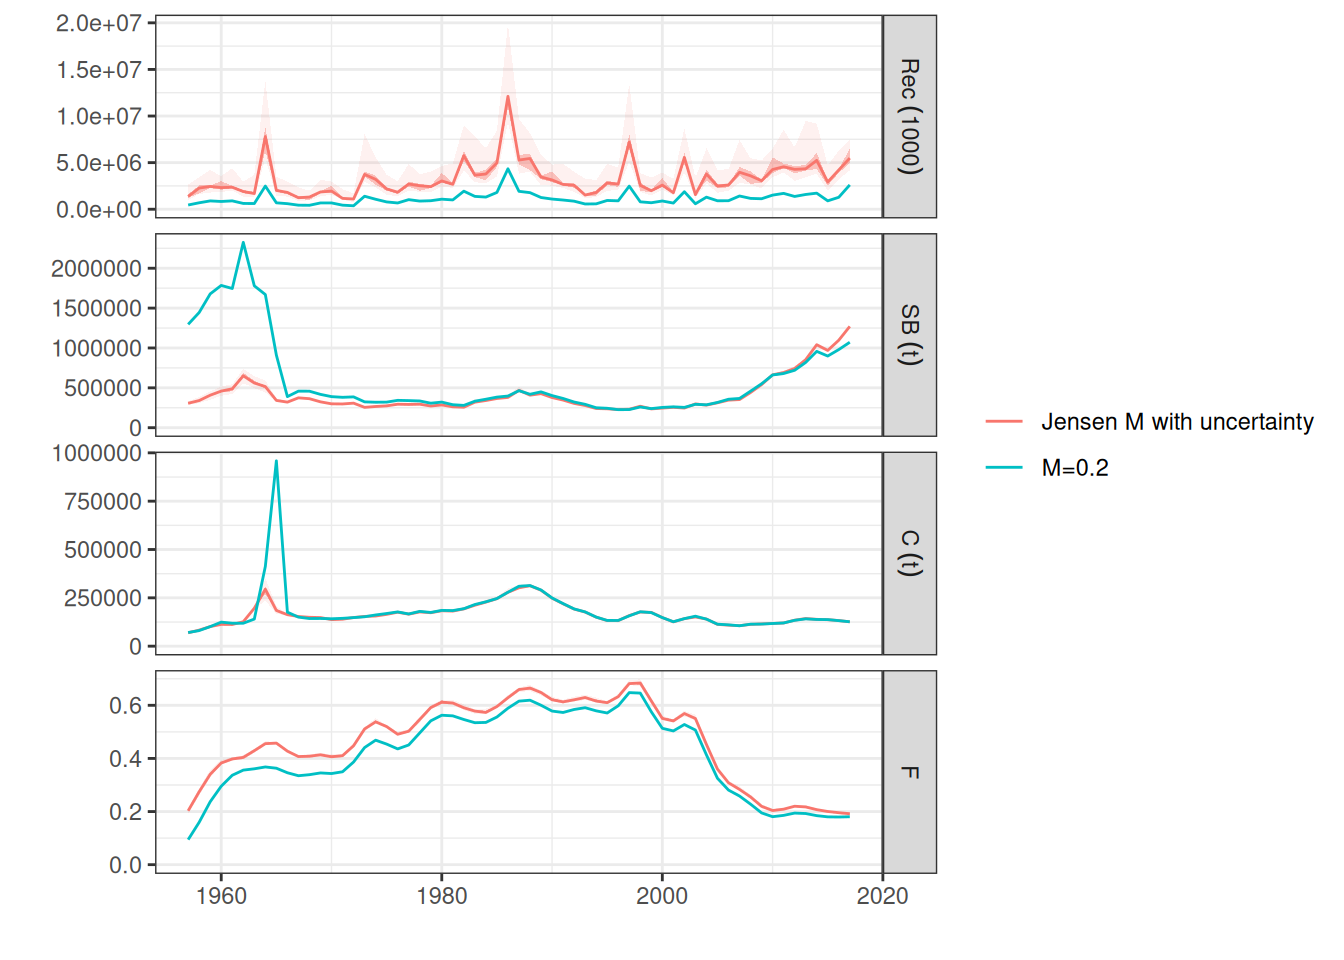 2.0e+07
1.5e+07
1.0e+07
5.0e+06
0.0e+00
Rec (1000)
2000000
1500000
1000000
500000
0
SB (t)
1000000
750000
500000
250000
0
C (t)
0.6
0.4
0.2
0.0
F
1960 1980 2000 2020
Jensen M with uncertainty
M=0.2